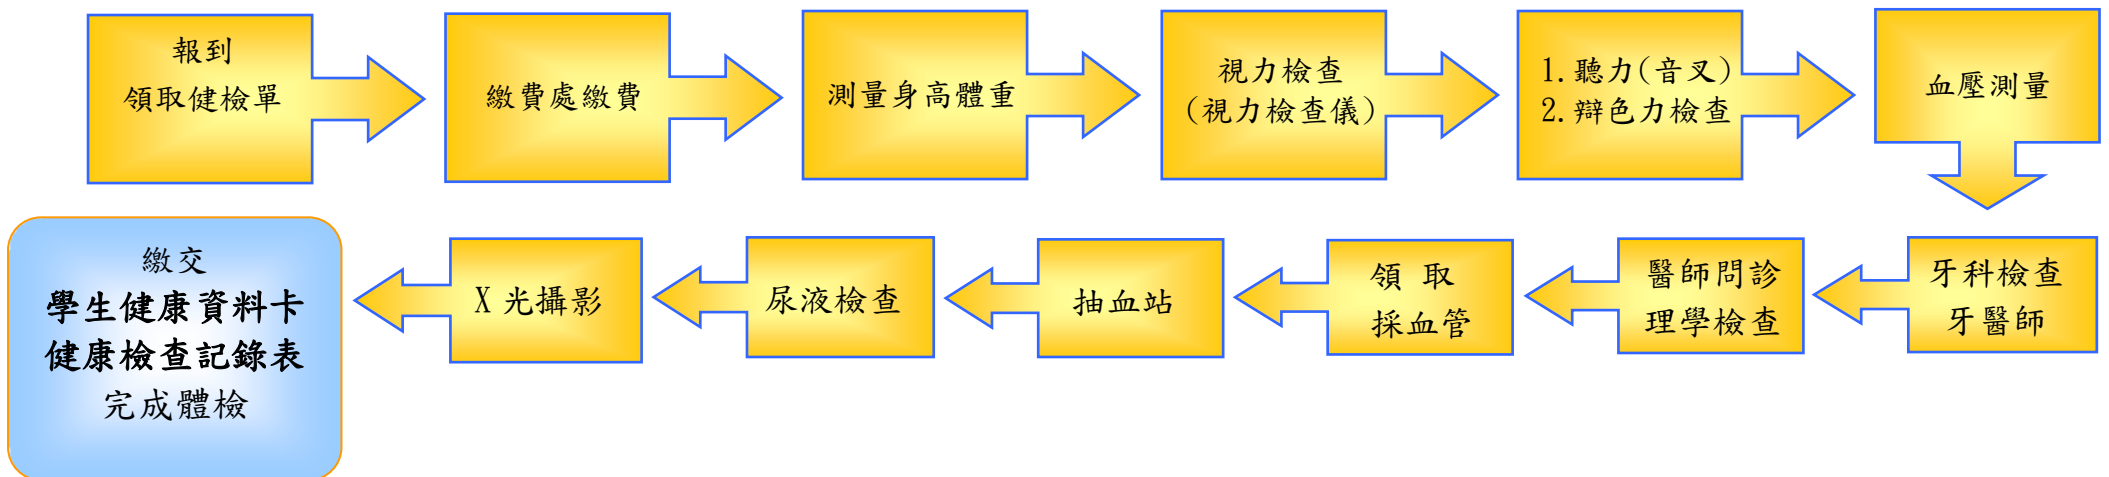 報到
領取健檢單
繳費處繳費
測量身高體重
視力檢查
(視力檢查儀)
1.聽力(音叉)
2.辯色力檢查
血壓測量
牙科檢查
牙醫師
醫師問診
理學檢查
領 取
採血管
抽血站
尿液檢查
X 光攝影
繳交
學生健康資料卡
健康檢查記錄表
完成體檢